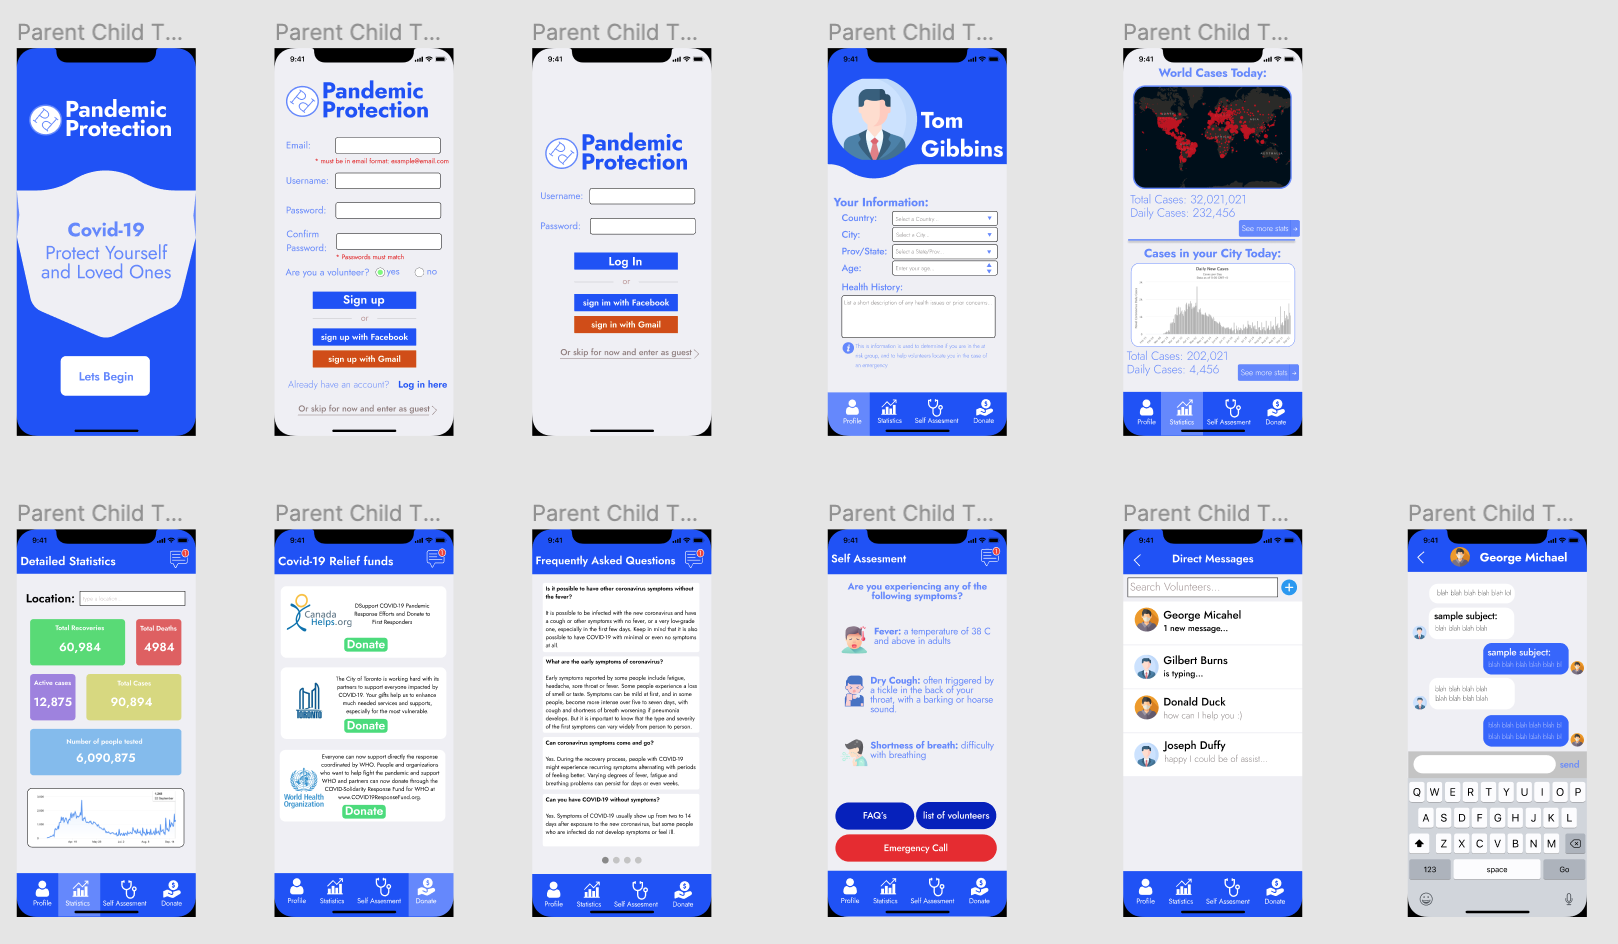 Parent Child T...
Pandemic
Protection
Covid-19
Protect Yourself
and Loved Ones
Lets Begin
Parent Child T...
9:41
Pandemic
Protection
Email:
* must be in email format: example@email.com
Username:
Password:
Confirm
Password:
* Passwords must match
Are you a volunteer?
yes
no
Sign up
or
sign up with Facebook
sign up with Gmail
Already have an account? Log in here
Or skip for now and enter as guest
Parent Child T...
9:41
Pandemic
Protection
Username:
Password:
Log In
or
sign im with Facebook
sign in with Gmail
Or skip for now and enter as guest
Parent Child T...
9:41
Tom
Gibbins
Your Information:
Country: Select a Country...
City: Select a City...
Prov/State: Select a State/Prov...
Age: Enter your age...
Health History:
List a short description of any health issues or prior concerns...
This is information is used to determine if you are in the at
risk group, and to help volunteers locate you in the case of
an emergency
Profile
Statistics
Self Assesment
Donate
Parent Child T...
9:41
World Cases Today:
Total Cases: 32,021,021
Daily Cases: 232,456
See more stats
Cases in your City Today:
Daily New Cases
Total Cases: 202,021
Daily Cases: 4,456
See more stats
Profile
Statistics
Self Assesment
Donate
Parent Child T...
9:41
Detailed Statistics
1
Location: Type a location...
Total Recoveries
60,984
Total Deaths
4984
Active cases
12,875
Total Cases
90,894
Number of people tested
6,090,875
Profile
Statistics
Self Assesment
Donate
Parent Child T...
9:41
Covid-19 Relief funds
1
Canada
Helps.org
DSupport COVID-19 Pandemic
Response Efforts and Donate to
First Responders
Donate
TORONTO
The City of Toronto is working hard with its
partners to support everyone impacted by
COVID-19. Your gifts help us to enhance
much needed services and supports,
especially for the most vulnerable.
Donate
World Health
Organization
Everyone can now support directly the response
coordinated by WHO. People and organizations
who want to help fight the pandemic and support
WHO and partners can now donate through the
COVID-Solidarity Response Fund for WHO at
www.COVID19ResponseFund.org.
Donate
Profile
Statistics
Self Assesment
Donate
Parent Child T...
9:41
Frequently Asked Questions
1
Is it possible to have other coronavirus symptoms without
the fever?
It is possible to be infected with the new coronavirus and have
a cough or other symptoms with no fever, or a very low-grade
one, especially in the first few days. Keep in mind that it is also
possible to have COVID-19 with minimal or even no symptoms
at all.
What are the early symptoms of coronavirus?
Early symptoms reported by some people include fatigue,
headache, sore throat or fever. Some people experience a loss
of smell or taste. Symptoms can be mild at first, and in some
people, become more intense over five to seven days, with
cough and shortness of breath worsening if pneumonia
develops. But it is important to know that the type and severity
of the first symptoms can vary widely from person to person.
Can coronavirus symptoms come and go?
Yes. During the recovery process, people with COVID-19
might experience recurring symptoms alternating with periods
of feeling better. Varying degrees of fever, fatigue and
breathing problems can persist for days or even weeks.
Can you have COVID-19 without symptoms?
Yes. Symptoms of COVID-19 usually show up from two to 14
days after exposure to the new coronavirus, but some people
who are infected do not develop symptoms or feel ill.
Profile
Statistics
Self Assesment
Donate
Parent Child T...
9:41
Self Assesment
1
Are you experiencing any of the
following symptoms?
Fever: a temperature of 38 C
and above in adults
Dry Cough: often triggered by
a tickle in the back of your
throat, with a barking or hoarse
sound.
Shortness of breath: difficulty
with breathing
FAQ's
list of volunteers
Emergency Call
Profile
Statistics
Self Assesment
Donate
Parent Child T...
9:41
Direct Messages
Search Volunteers...
George Micahel
1 new message...
Gilbert Burns
is typing...
Donald Duck
how can I help you :)
Joseph Duffy
happy I could be of assist...
Profile
Statistics
Self Assesment
Donate
Parent Child T...
9:41
George Michael
blah blah blah blah blah lol
sample subject:
blah blah blah blah
sample subject:
blah blah blah blah blah bl
blah blah blah blah
blah blah blah blah
blah blah blah blah blah bl
blah blah blah blah blah bl
send
Q W E R T Y U I O P
A S D F G H J K L
Z X C V B N M
123 space Go